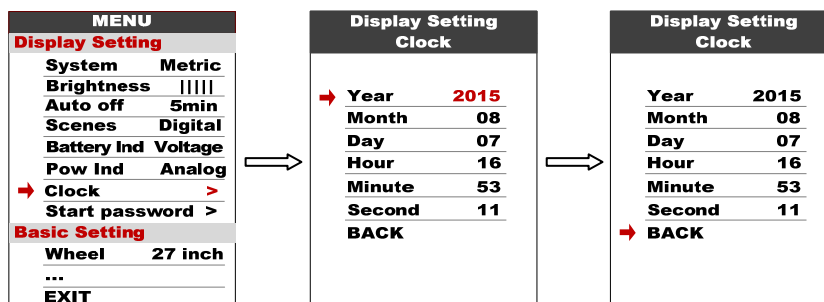 MENU
Display Setting
System Metric
Brightness |||||
Auto off 5min
Scenes Digital
Battery Ind Voltage
Pow Ind Analog
Clock >
Start password >
Basic Setting
Wheel 27 inch
...
EXIT
Display Setting
Clock
Year 2015
Month 08
Day 07
Hour 16
Minute 53
Second 11
BACK
Display Setting
Clock
Year 2015
Month 08
Day 07
Hour 16
Minute 53
Second 11
BACK